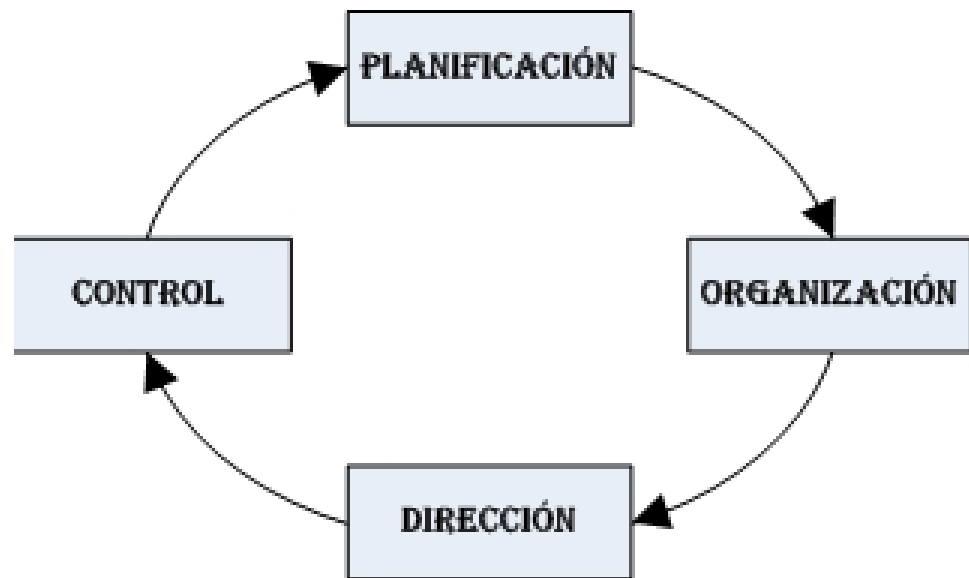 PLANIFICACIÓN
CONTROL
ORGANIZACIÓN
DIRECCIÓN